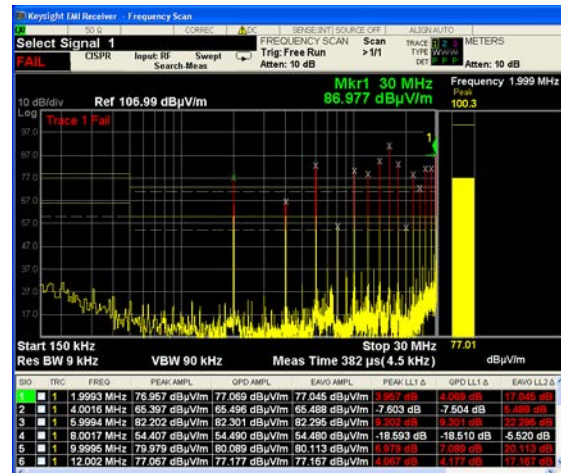 Keysight EMI Receiver - Frequency Scan
50 Ω CORREC DC SENSE:INT SOURCE OFF ALIGN AUTO
Select Signal 1 FREQUENCY SCAN Scan TRACE 1 2 3 METERS
Trig: Free Run >1/1 TYPE WWW
FAIL CISPR Input: RF Swept Atten: 10 dB DET P P P Atten: 10 dB
Search-Meas
Mkr1 30 MHz Frequency 1.999 MHz
86.977 dBµV/m Peak
10 dB/div Ref 106.99 dBµV/m 100.3
Log Trace 1 Fail
97.0
1
87.0
77.0
67.0
57.0
47.0
37.0
27.0
17.0
Start 150 kHz Stop 30 MHz 77.01
Res BW 9 kHz VBW 90 kHz Meas Time 382 µs(4.5 kHz) dBµV/m
SIG TRC FREQ PEAK AMPL QPD AMPL EAVG AMPL PEAK LL1 Δ QPD LL1 Δ EAVG LL2 Δ
1 1 1.9993 MHz 76.957 dBµV/m 77.069 dBµV/m 77.045 dBµV/m 3.957 dB 4.069 dB 17.045 dB
2 1 4.0016 MHz 65.397 dBµV/m 65.496 dBµV/m 65.488 dBµV/m -7.603 dB -7.504 dB 5.488 dB
3 1 5.9994 MHz 82.202 dBµV/m 82.301 dBµV/m 82.295 dBµV/m 9.202 dB 9.301 dB 22.295 dB
4 1 8.0017 MHz 54.407 dBµV/m 54.490 dBµV/m 54.480 dBµV/m -18.593 dB -18.510 dB -5.520 dB
5 1 9.9995 MHz 79.979 dBµV/m 80.089 dBµV/m 80.113 dBµV/m 6.979 dB 7.089 dB 20.113 dB
6 1 12.002 MHz 77.067 dBµV/m 77.177 dBµV/m 77.167 dBµV/m 4.067 dB 4.177 dB 17.167 dB